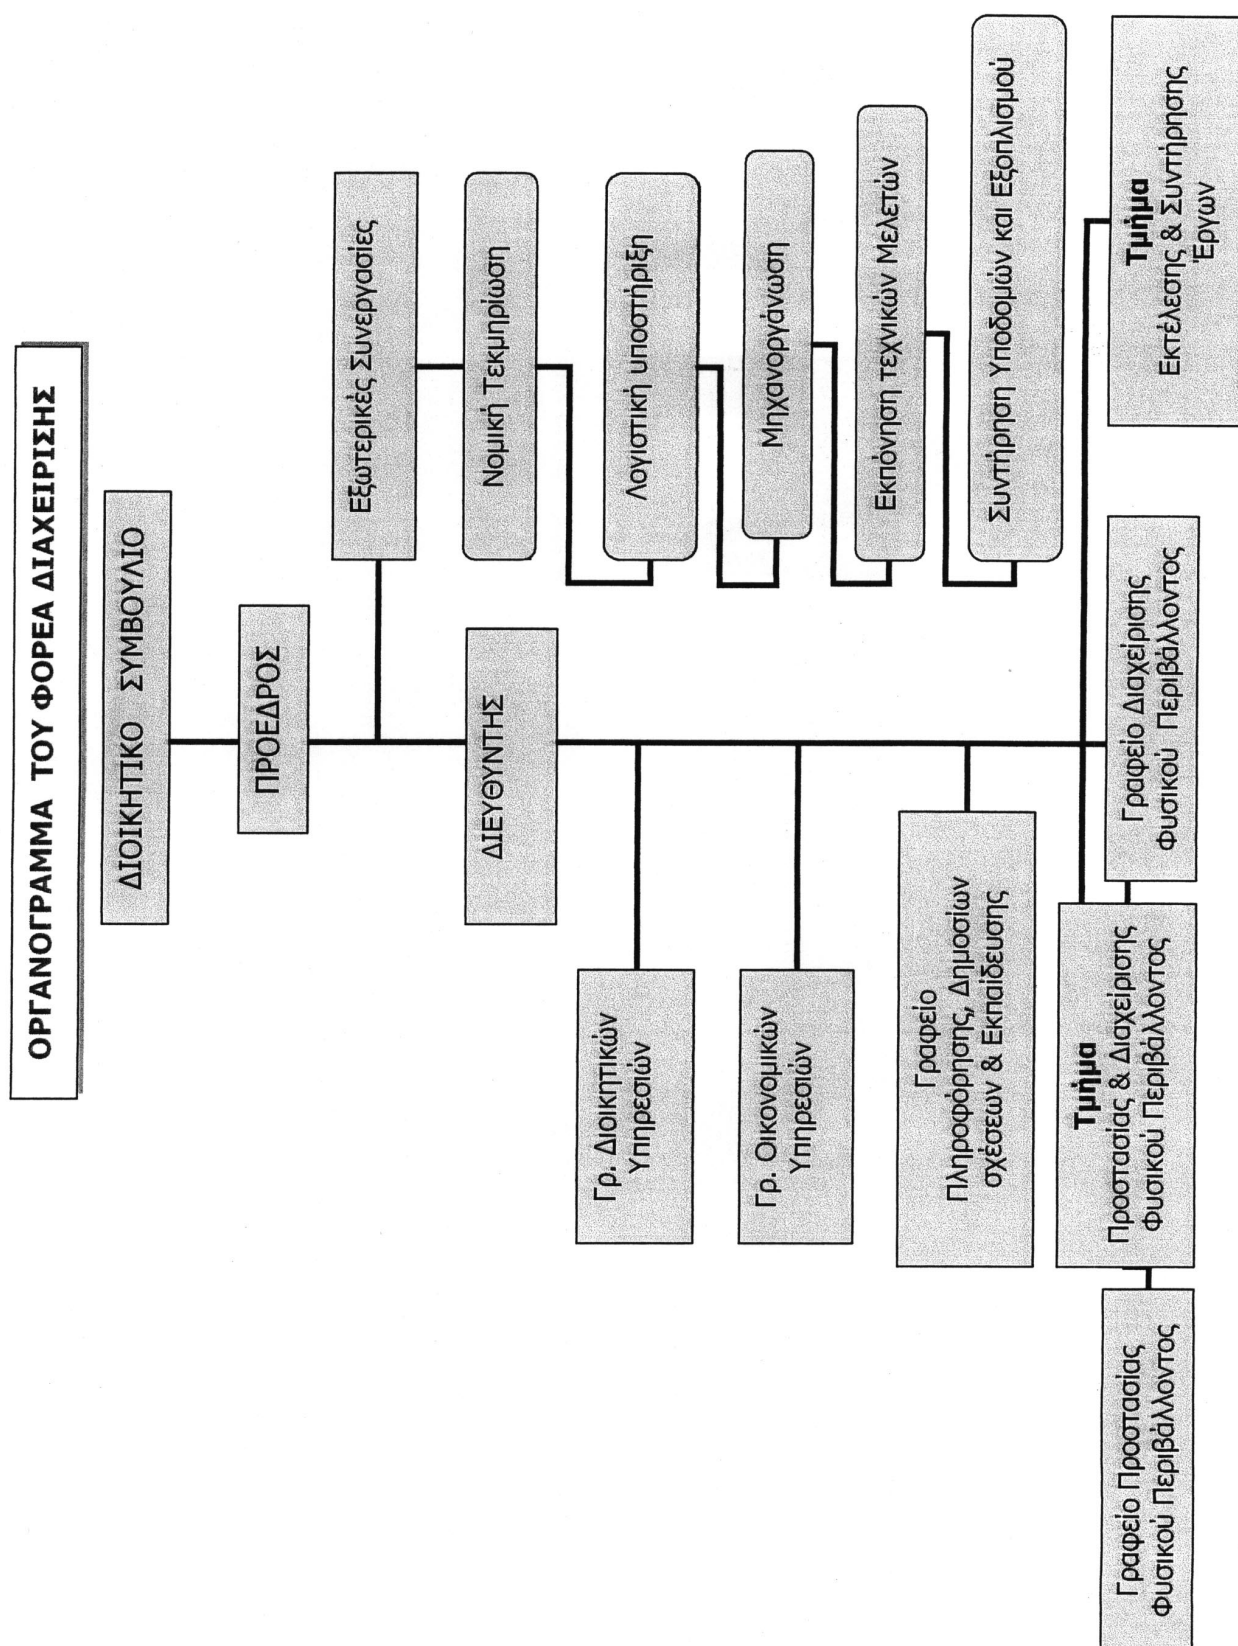 ΟΡΓΑΝΟΓΡΑΜΜΑ ΤΟΥ ΦΟΡΕΑ ΔΙΑΧΕΙΡΙΣΗΣ
ΔΙΟΙΚΗΤΙΚΟ ΣΥΜΒΟΥΛΙΟ
ΠΡΟΕΔΡΟΣ
Εξωτερικές Συνεργασίες
ΔΙΕΥΘΥΝΤΗΣ
Νομική Τεκμηρίωση
Γρ. Διοικητικών
Υπηρεσιών
Λογιστική υποστήριξη
Γρ. Οικονομικών
Υπηρεσιών
Μηχανοργάνωση
Εκπόνηση τεχνικών Μελετών
Γραφείο
Πληροφόρησης, Δημοσίων
σχέσεων & Εκπαίδευσης
Συντήρηση Υποδομών και Εξοπλισμού
Τμήμα
Προστασίας & Διαχείρισης
Φυσικού Περιβάλλοντος
Γραφείο Προστασίας
Φυσικού Περιβάλλοντος
Γραφείο Διαχείρισης
Φυσικού Περιβάλλοντος
Τμήμα
Εκτέλεσης & Συντήρησης
Έργων